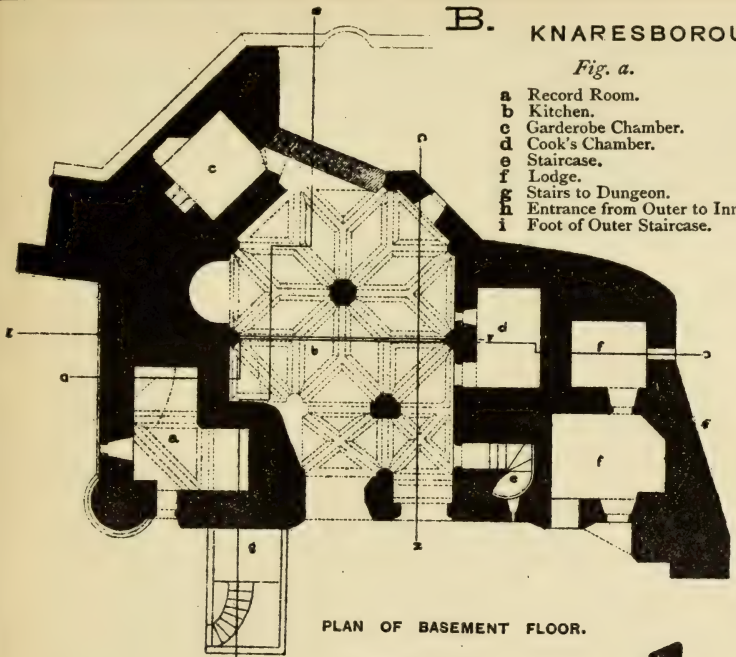 B. KNARESBOROU
Fig. a.
a Record Room.
b Kitchen.
c Garderobe Chamber.
d Cook's Chamber.
e Staircase.
f Lodge.
g Stairs to Dungeon.
h Entrance from Outer to Inn
i Foot of Outer Staircase.
c
d
f
b
a
e
f
g
PLAN OF BASEMENT FLOOR.